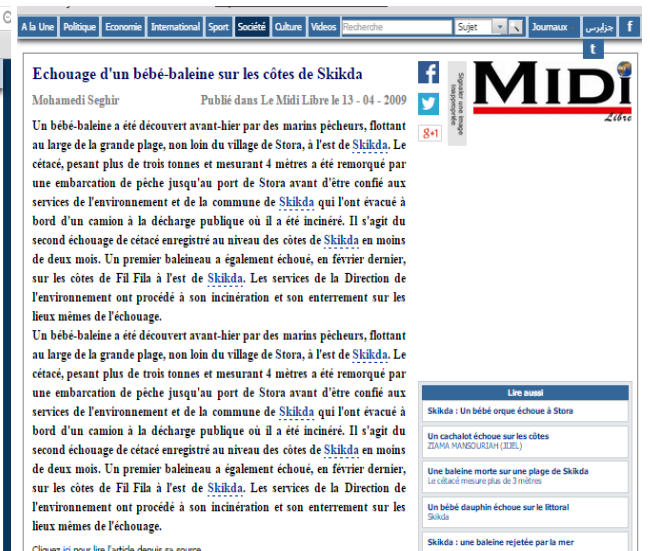 A la Une Politique Economie International Sport Société Culture Videos Recherche Sujet Journaux جزايرس f
t
Echouage d'un bébé-baleine sur les côtes de Skikda
Mohamedi Seghir Publié dans Le Midi Libre le 13 - 04 - 2009
Un bébé-baleine a été découvert avant-hier par des marins pêcheurs, flottant
au large de la grande plage, non loin du village de Stora, à l'est de Skikda. Le
cétacé, pesant plus de trois tonnes et mesurant 4 mètres a été remorqué par
une embarcation de pêche jusqu'au port de Stora avant d'être confié aux
services de l'environnement et de la commune de Skikda qui l'ont évacué à
bord d'un camion à la décharge publique où il a été incinéré. Il s'agit du
second échouage de cétacé enregistré au niveau des côtes de Skikda en moins
de deux mois. Un premier baleineau a également échoué, en février dernier,
sur les côtes de Fil Fila à l'est de Skikda. Les services de la Direction de
l'environnement ont procédé à son incinération et son enterrement sur les
lieux mêmes de l'échouage.
Un bébé-baleine a été découvert avant-hier par des marins pêcheurs, flottant
au large de la grande plage, non loin du village de Stora, à l'est de Skikda. Le
cétacé, pesant plus de trois tonnes et mesurant 4 mètres a été remorqué par
une embarcation de pêche jusqu'au port de Stora avant d'être confié aux
services de l'environnement et de la commune de Skikda qui l'ont évacué à
bord d'un camion à la décharge publique où il a été incinéré. Il s'agit du
second échouage de cétacé enregistré au niveau des côtes de Skikda en moins
de deux mois. Un premier baleineau a également échoué, en février dernier,
sur les côtes de Fil Fila à l'est de Skikda. Les services de la Direction de
l'environnement ont procédé à son incinération et son enterrement sur les
lieux mêmes de l'échouage.
Cliquez ici pour lire l'article depuis sa source.
f
g+1
Signaler une image
inappropriée
MIDI
Libre
Lire aussi
Skikda : Un bébé orque échoue à Stora
Un cachalot échoue sur les côtes
ZIAMA MANSOURIAH (JIJEL)
Une baleine morte sur une plage de Skikda
Le cétacé mesure plus de 3 mètres
Un bébé dauphin échoue sur le littoral
Skikda
Skikda : une baleine rejetée par la mer